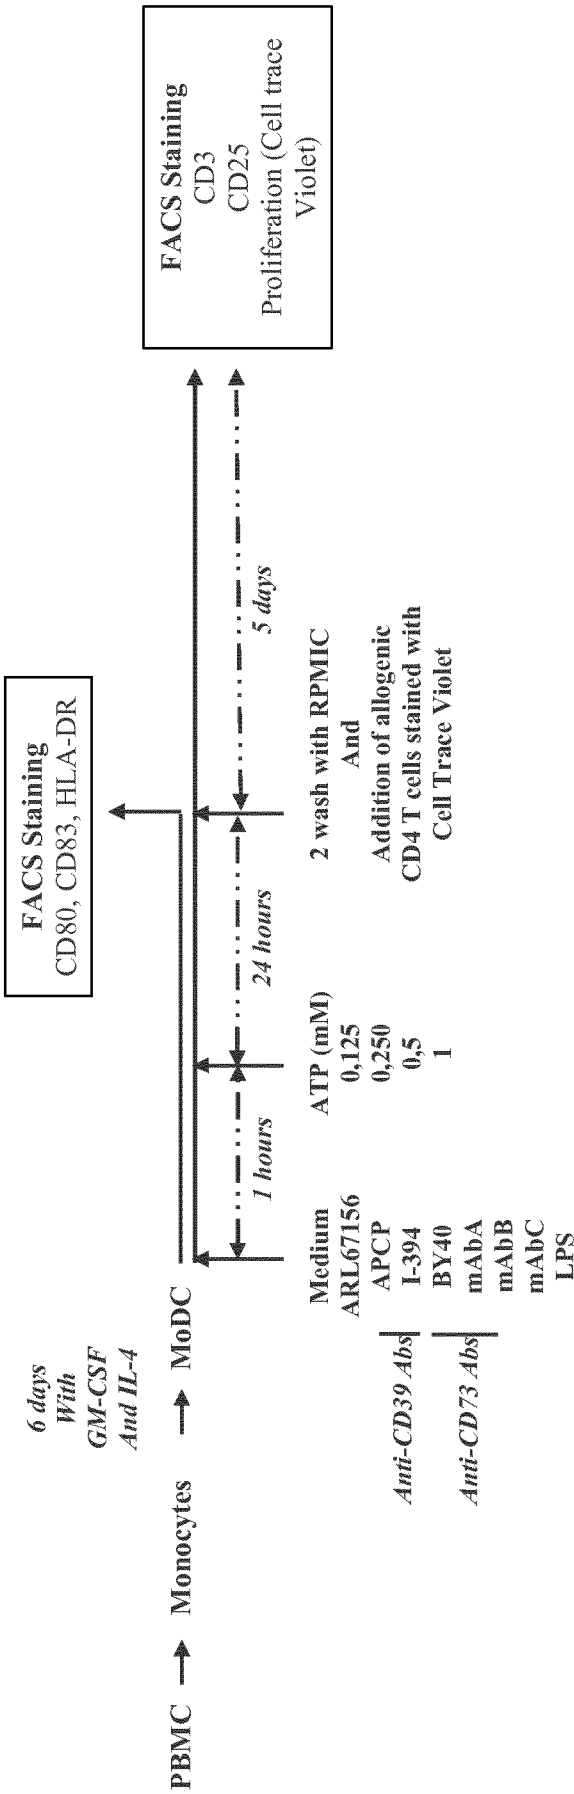 6 days
With
GM-CSF
And IL-4
PBMC
Monocytes
MoDC
FACS Staining
CD80, CD83, HLA-DR
FACS Staining
CD3
CD25
Proliferation (Cell trace
Violet)
1 hours
24 hours
5 days
Medium
ARL67156
APCP
I-394
BY40
mAbA
mAbB
mAbC
LPS
Anti-CD39 Abs
Anti-CD73 Abs
ATP (mM)
0,125
0,250
0,5
1
2 wash with RPMIC
And
Addition of allogenic
CD4 T cells stained with
Cell Trace Violet